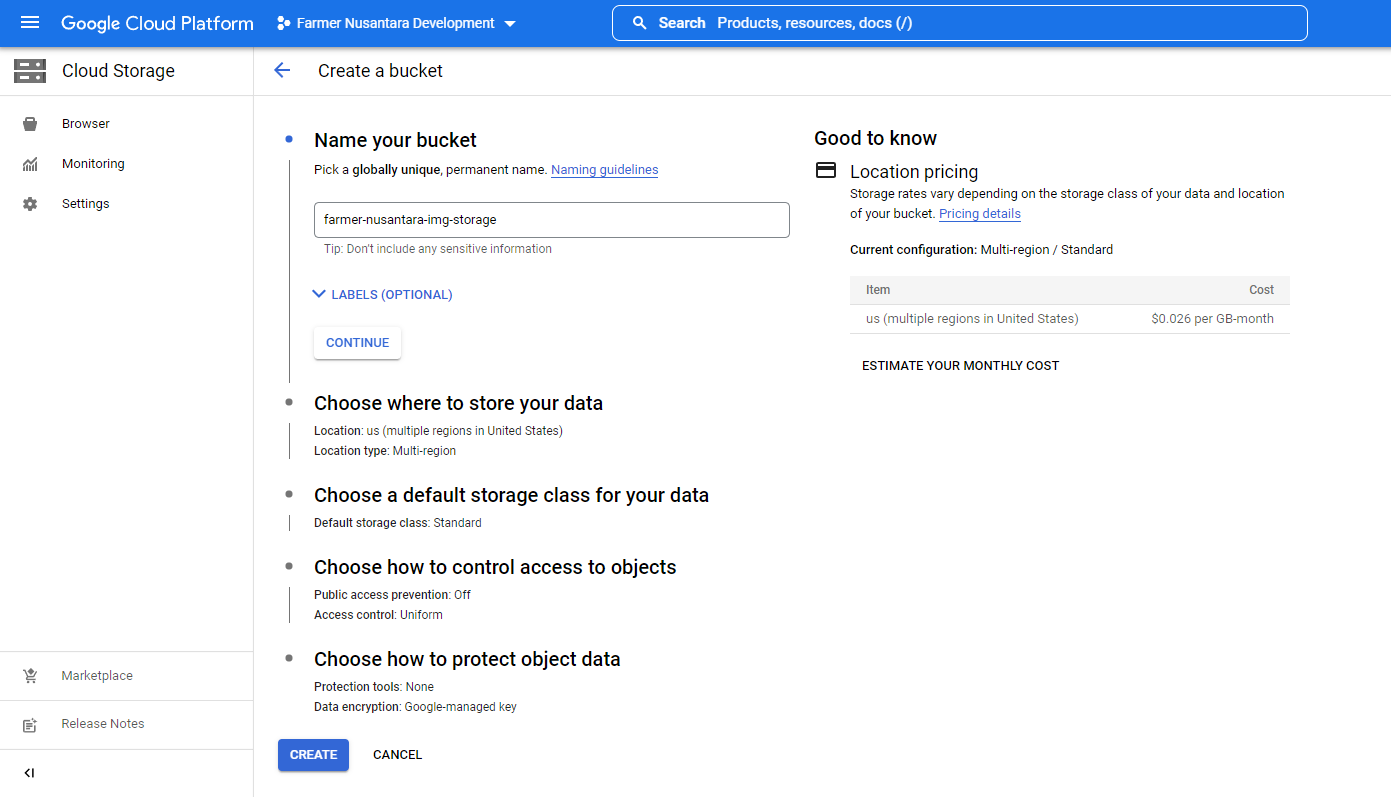 Google Cloud Platform
Farmer Nusantara Development
Search Products, resources, docs (/)
Cloud Storage
Create a bucket
Browser
Monitoring
Settings
Marketplace
Release Notes
Name your bucket
Pick a globally unique, permanent name. Naming guidelines
farmer-nusantara-img-storage
Tip: Don't include any sensitive information
LABELS (OPTIONAL)
CONTINUE
Choose where to store your data
Location: us (multiple regions in United States)
Location type: Multi-region
Choose a default storage class for your data
Default storage class: Standard
Choose how to control access to objects
Public access prevention: Off
Access control: Uniform
Choose how to protect object data
Protection tools: None
Data encryption: Google-managed key
CREATE
CANCEL
Good to know
Location pricing
Storage rates vary depending on the storage class of your data and location
of your bucket. Pricing details
Current configuration: Multi-region / Standard
Item Cost
us (multiple regions in United States) $0.026 per GB-month
ESTIMATE YOUR MONTHLY COST